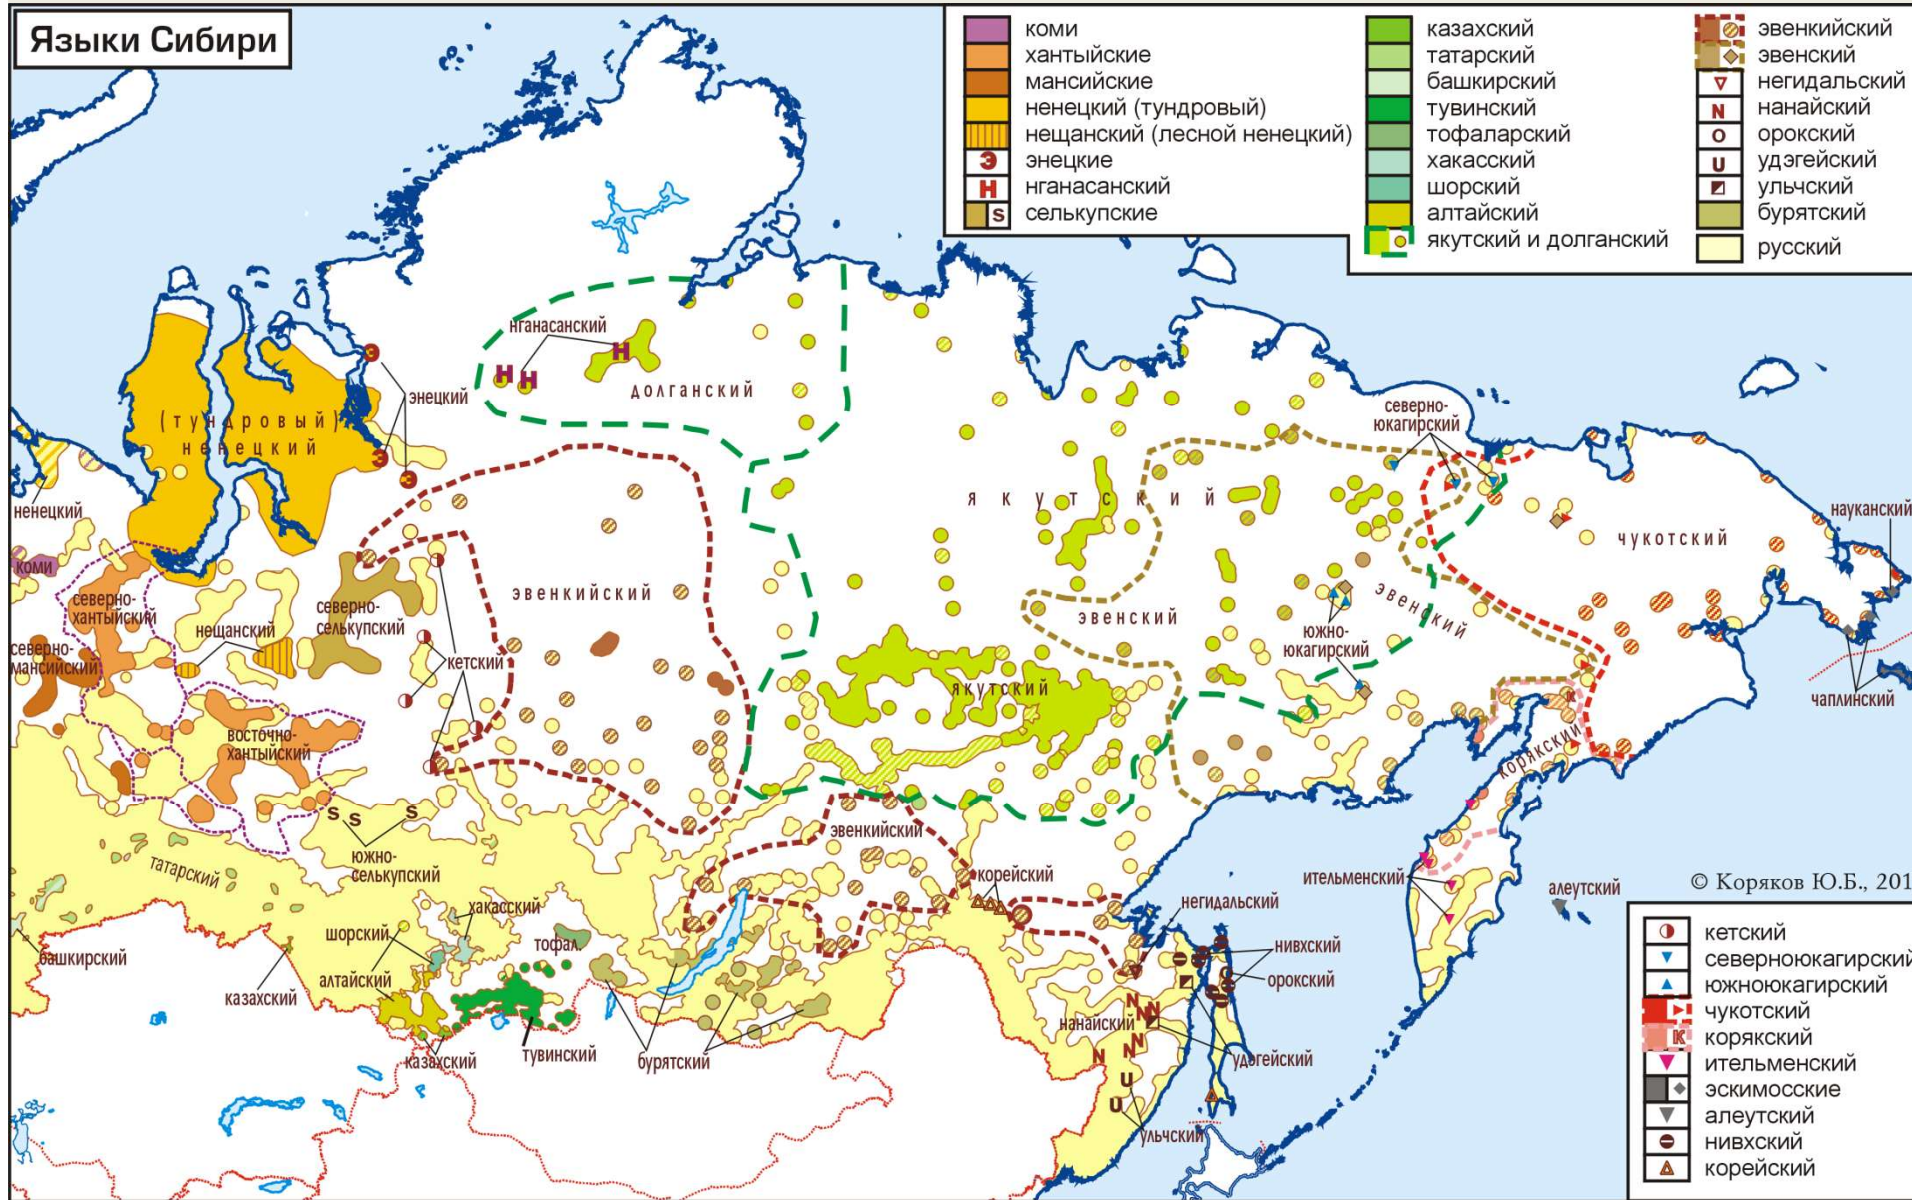 Языки Сибири
коми
хантыйские
мансийские
ненецкий (тундровый)
нещанский (лесной ненецкий)
Э энецкие
Н нганасанский
S селькупские
казахский
татарский
башкирский
тувинский
тофаларский
хакасский
шорский
алтайский
якутский и долганский
эвенкийский
эвенский
негидальский
N нанайский
O орокский
U удэгейский
ульчский
бурятский
русский
нганасанский
Н
Н Н
долганский
Э
энецкий
Э
Э
(тундровый)
ненецкий
ненецкий
коми
северно-
хантыйский
северно-
мансийский
нещанский
северно-
селькупский
кетский
восточно-
хантыйский
эвенкийский
якутский
якутский
эвенский
эвенский
северно-
юкагирский
южно-
юкагирский
чукотский
науканский
чаплинский
корякский
К
S S S
южно-
селькупский
татарский
башкирский
казахский
хакасский
шорский
алтайский
тофал
казахский
тувинский
бурятский
эвенкийский
корейский
негидальский
нивхский
орокский
O
нанайский
N N N N N N
удэгейский
U
U
ульчский
ительменский
алеутский
© Коряков Ю.Б., 201
кетский
северноюкагирский
южноюкагирский
чукотский
К корякский
ительменский
эскимосские
алеутский
нивхский
корейский